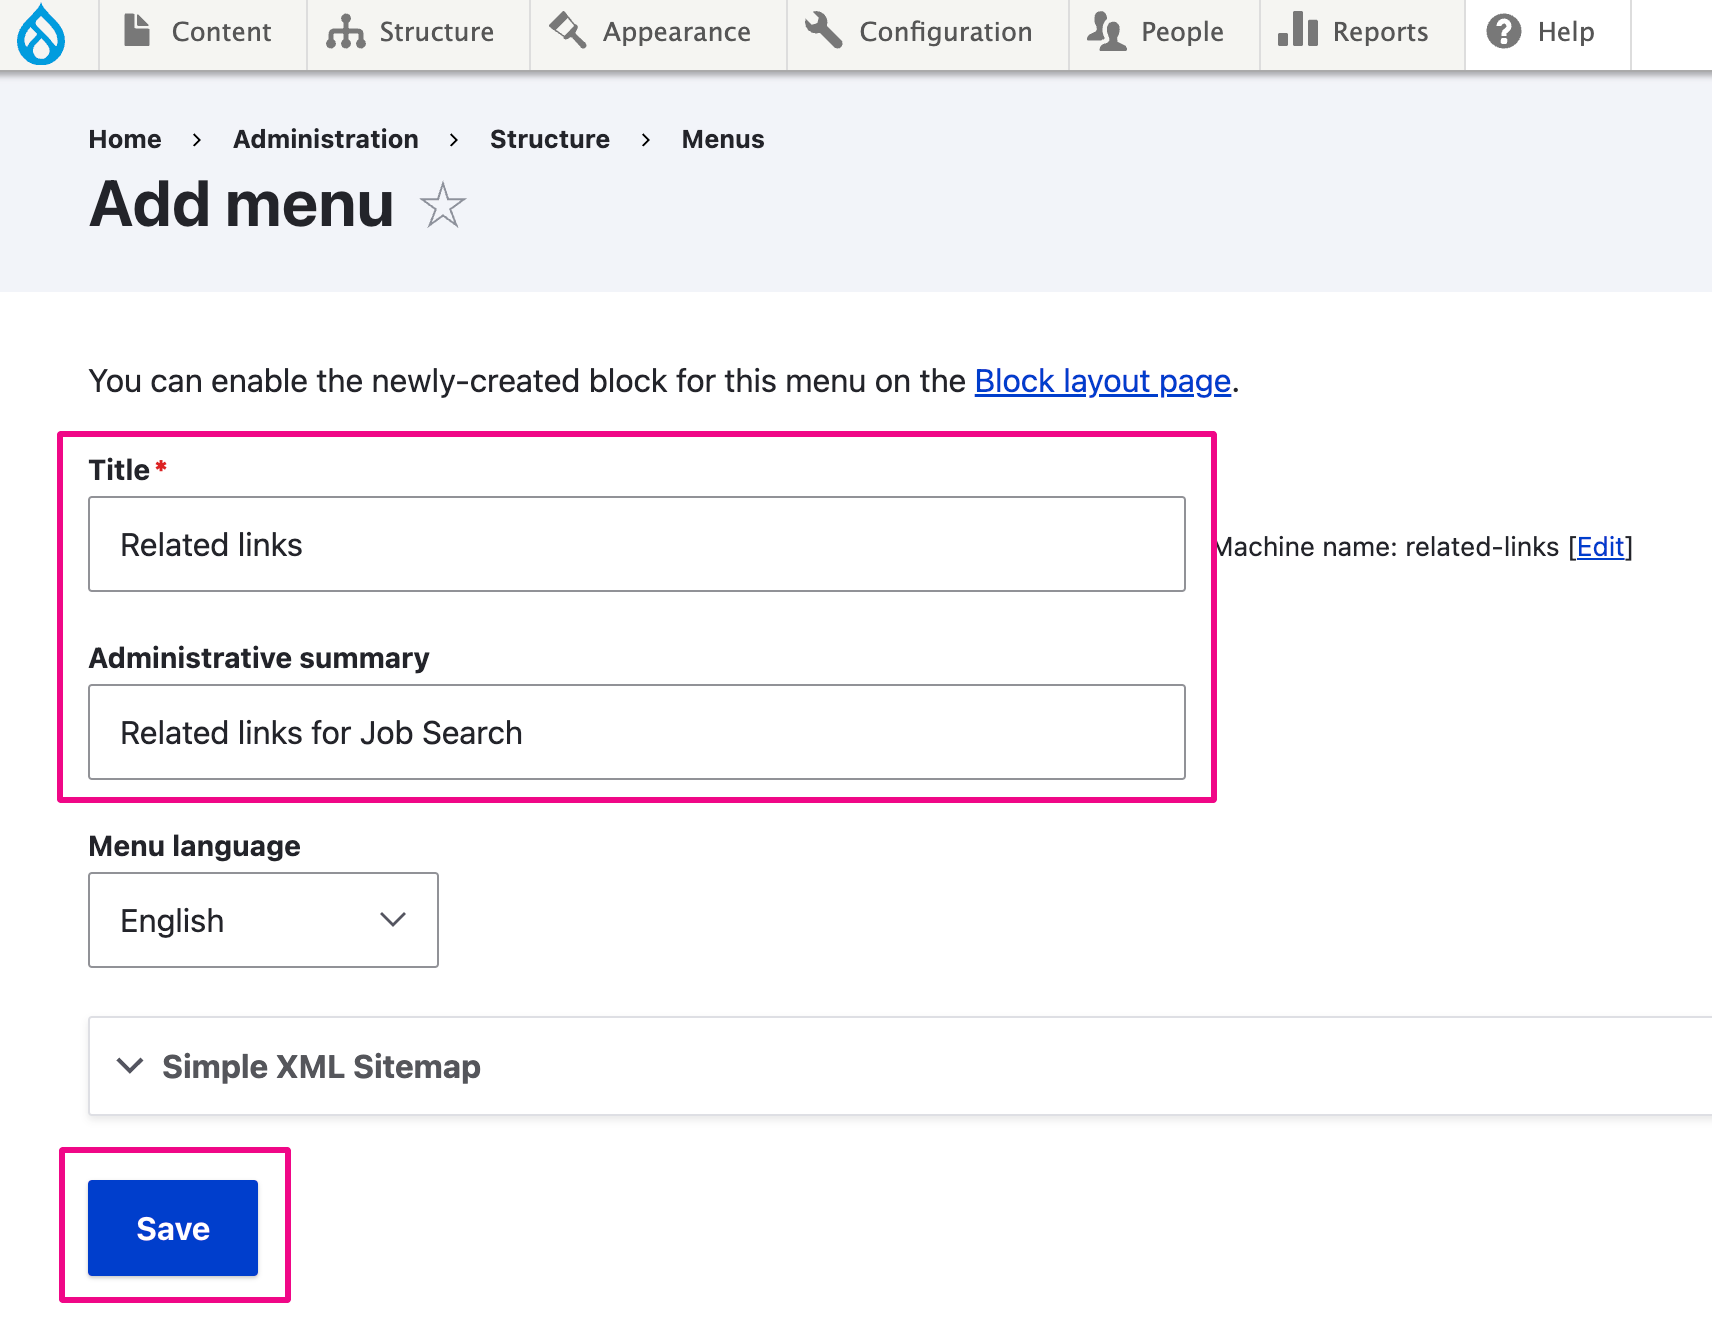 Content Structure Appearance Configuration People Reports Help
Home › Administration › Structure › Menus
Add menu
You can enable the newly-created block for this menu on the Block layout page.
Title*
Related links
Machine name: related-links [Edit]
Administrative summary
Related links for Job Search
Menu language
English
Simple XML Sitemap
Save